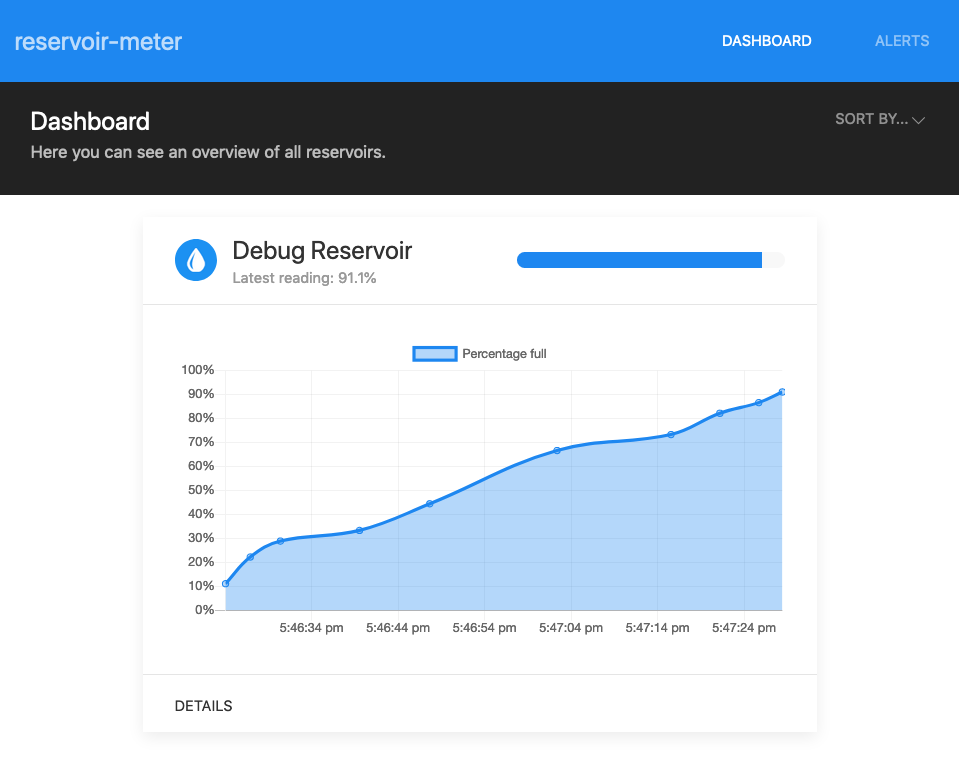 reservoir-meter
DASHBOARD
ALERTS
Dashboard
SORT BY...
Here you can see an overview of all reservoirs.
Debug Reservoir
Latest reading: 91.1%
Percentage full
100%
90%
80%
70%
60%
50%
40%
30%
20%
10%
0%
5:46:34 pm
5:46:44 pm
5:46:54 pm
5:47:04 pm
5:47:14 pm
5:47:24 pm
DETAILS